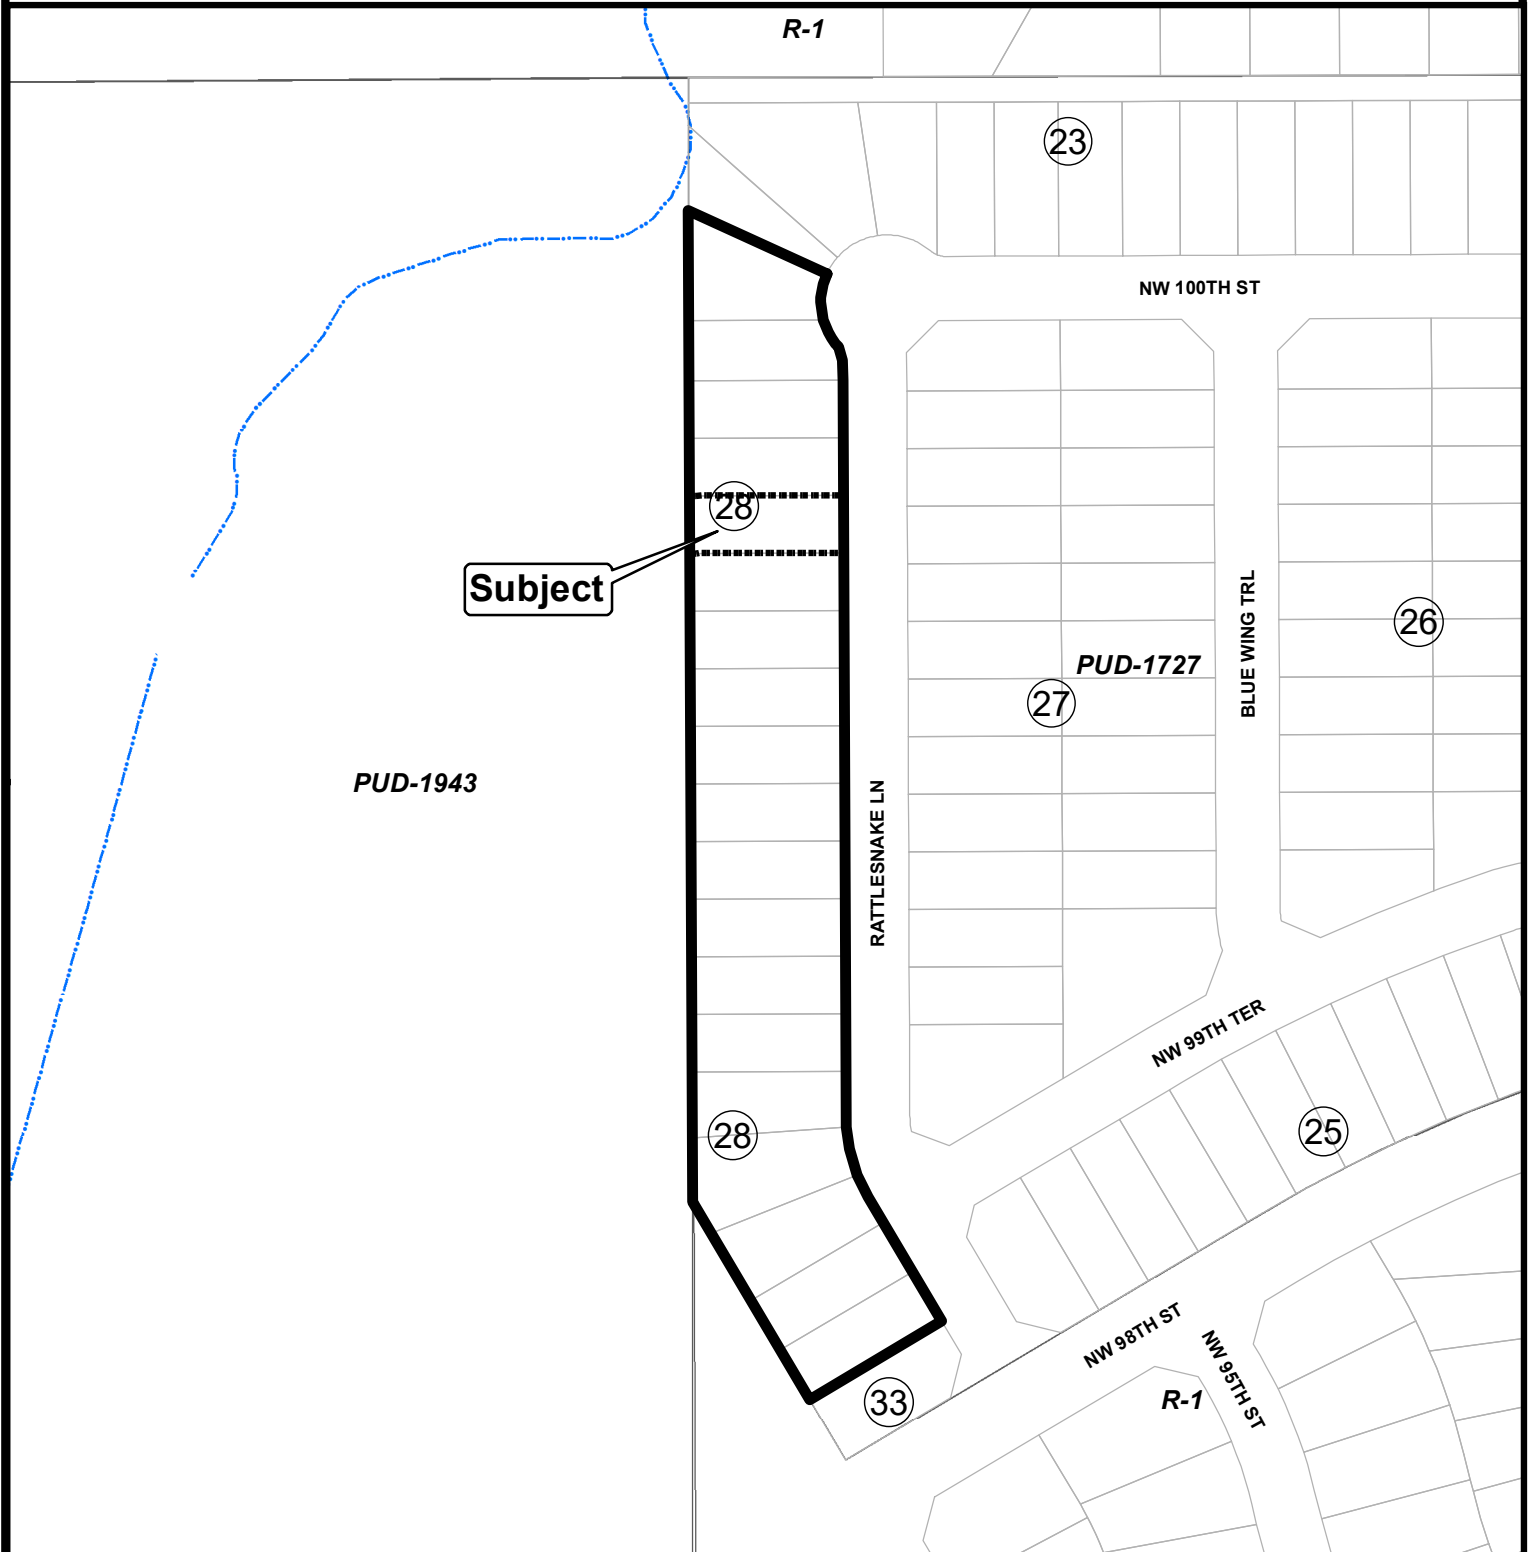 R-1
23
NW 100TH ST
28
Subject
BLUE WING TRL
26
PUD-1727
27
PUD-1943
RATTLESNAKE LN
NW 99TH TER
28
25
NW 98TH ST
NW 95TH ST
33
R-1